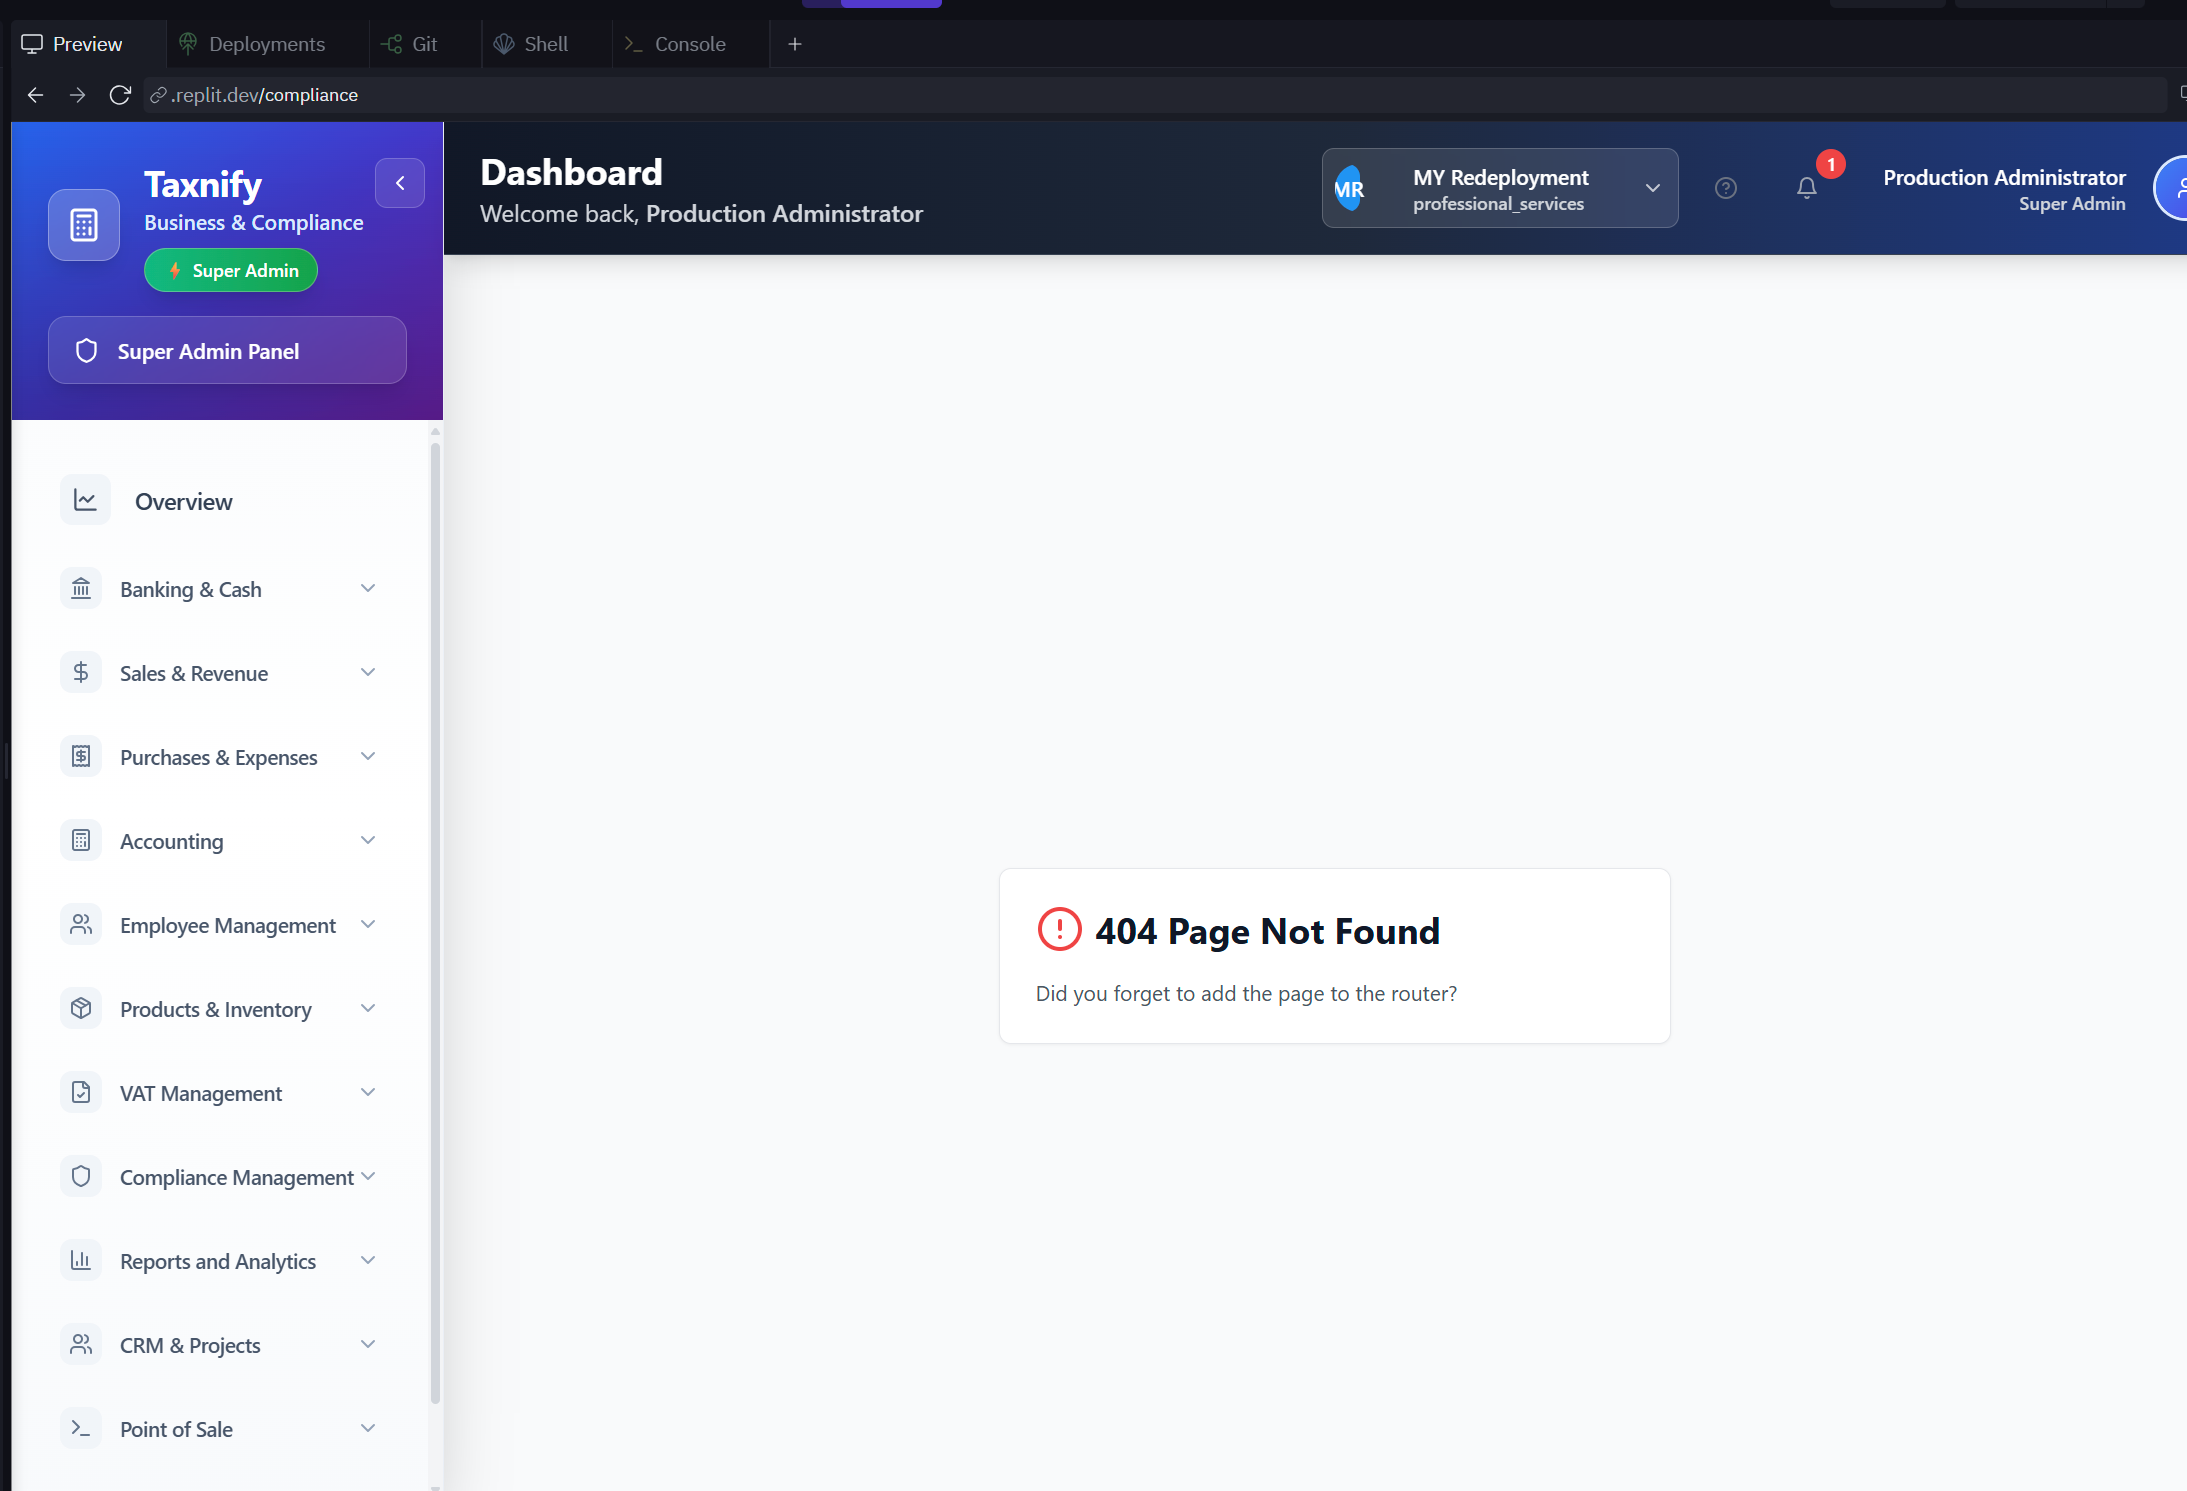 Preview
Deployments
Git
Shell
Console
.replit.dev/compliance
Taxnify
Business & Compliance
Super Admin
Super Admin Panel
Dashboard
Welcome back, Production Administrator
MR
MY Redeployment
professional_services
1
Production Administrator
Super Admin
Overview
Banking & Cash
Sales & Revenue
Purchases & Expenses
Accounting
Employee Management
Products & Inventory
VAT Management
Compliance Management
Reports and Analytics
CRM & Projects
Point of Sale
404 Page Not Found
Did you forget to add the page to the router?